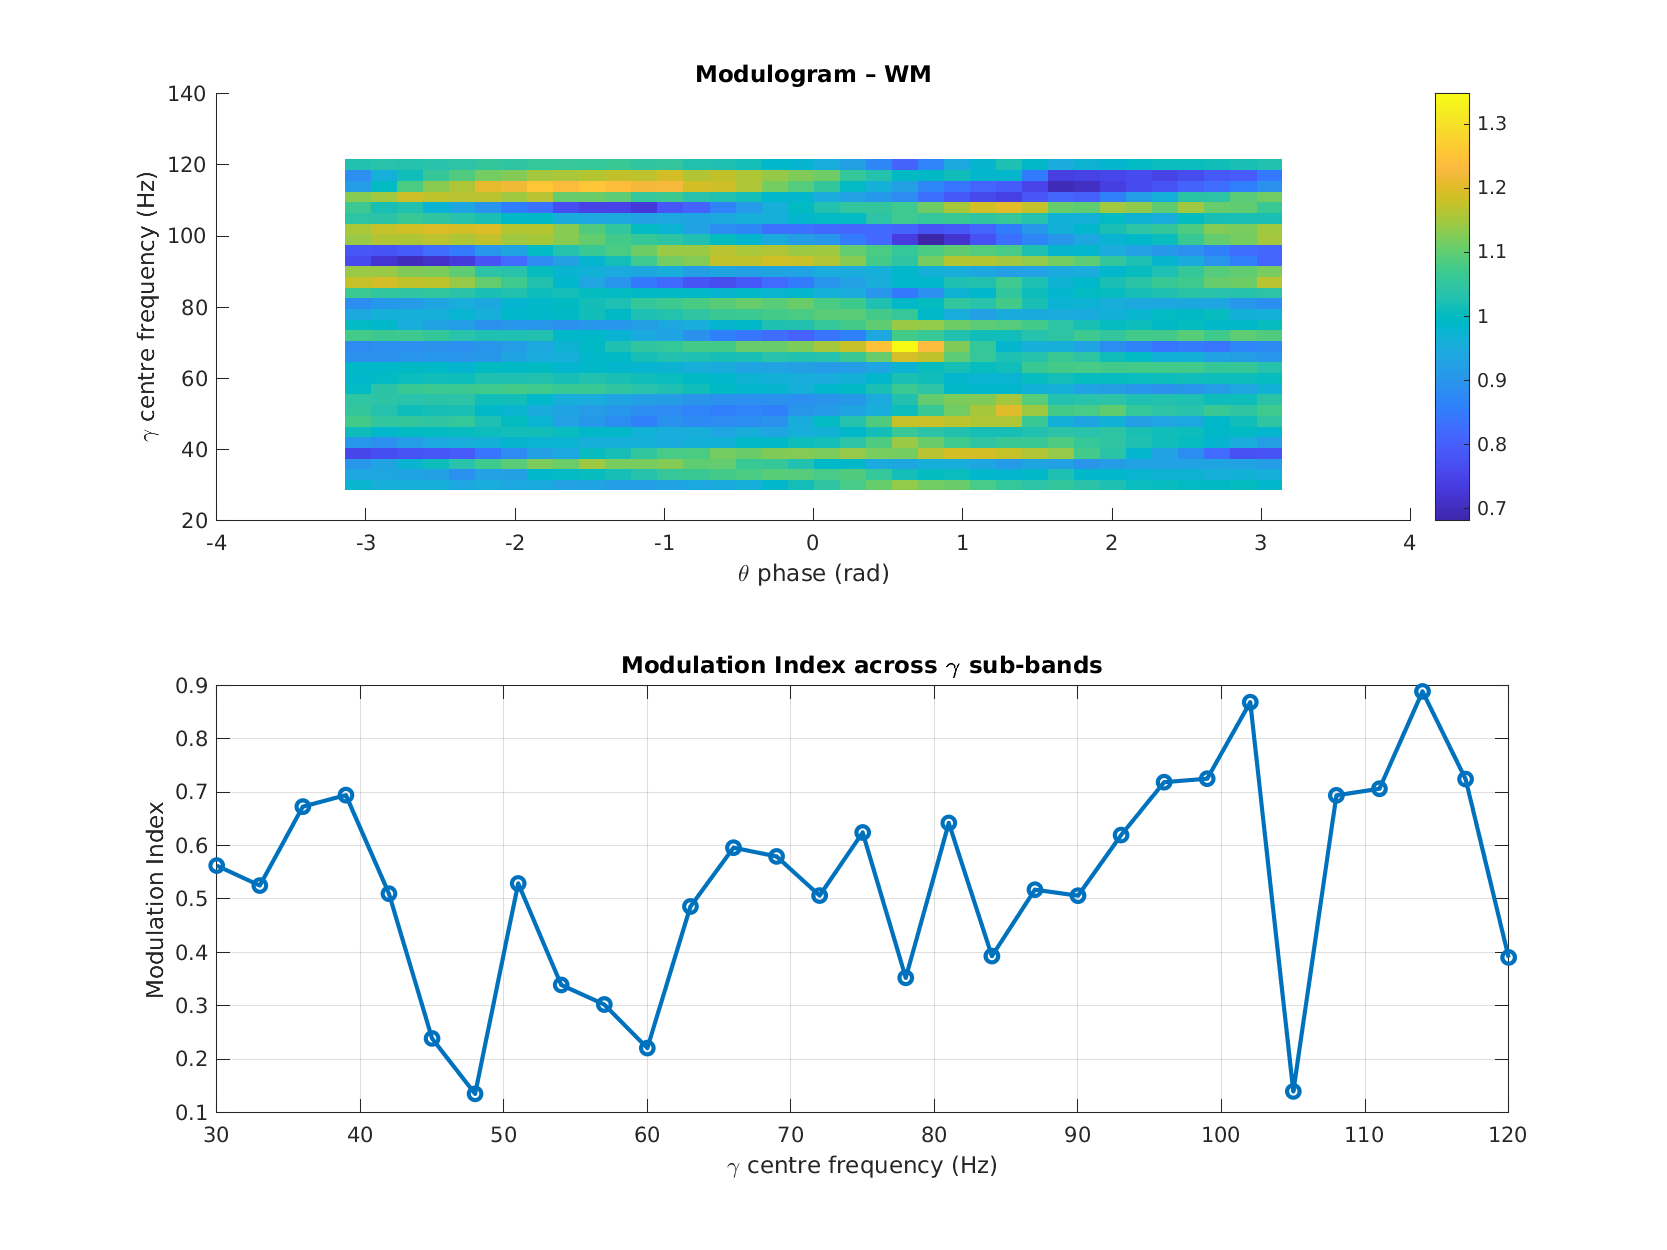 Modulogram – WM
140
120
100
80
60
40
20
γ centre frequency (Hz)
-4 -3 -2 -1 0 1 2 3 4
θ phase (rad)
1.3
1.2
1.1
1
0.9
0.8
0.7
Modulation Index across γ sub-bands
0.9
0.8
0.7
0.6
0.5
0.4
0.3
0.2
0.1
Modulation Index
30 40 50 60 70 80 90 100 110 120
γ centre frequency (Hz)